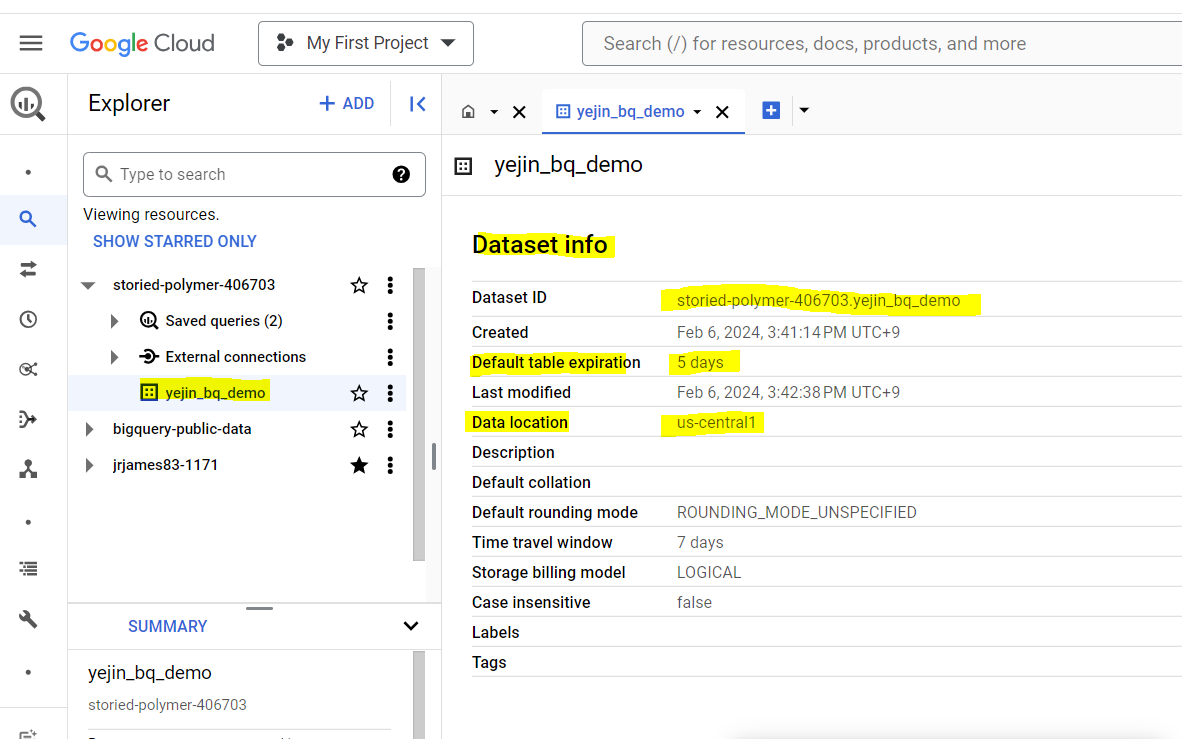 Google Cloud
My First Project
Search (/) for resources, docs, products, and more
Explorer
+ ADD
yejin_bq_demo
Type to search
Viewing resources.
SHOW STARRED ONLY
storied-polymer-406703
Saved queries (2)
External connections
yejin_bq_demo
bigquery-public-data
jrjames83-1171
SUMMARY
yejin_bq_demo
storied-polymer-406703
yejin_bq_demo
Dataset info
Dataset ID storied-polymer-406703.yejin_bq_demo
Created Feb 6, 2024, 3:41:14 PM UTC+9
Default table expiration 5 days
Last modified Feb 6, 2024, 3:42:38 PM UTC+9
Data location us-central1
Description
Default collation
Default rounding mode ROUNDING_MODE_UNSPECIFIED
Time travel window 7 days
Storage billing model LOGICAL
Case insensitive false
Labels
Tags